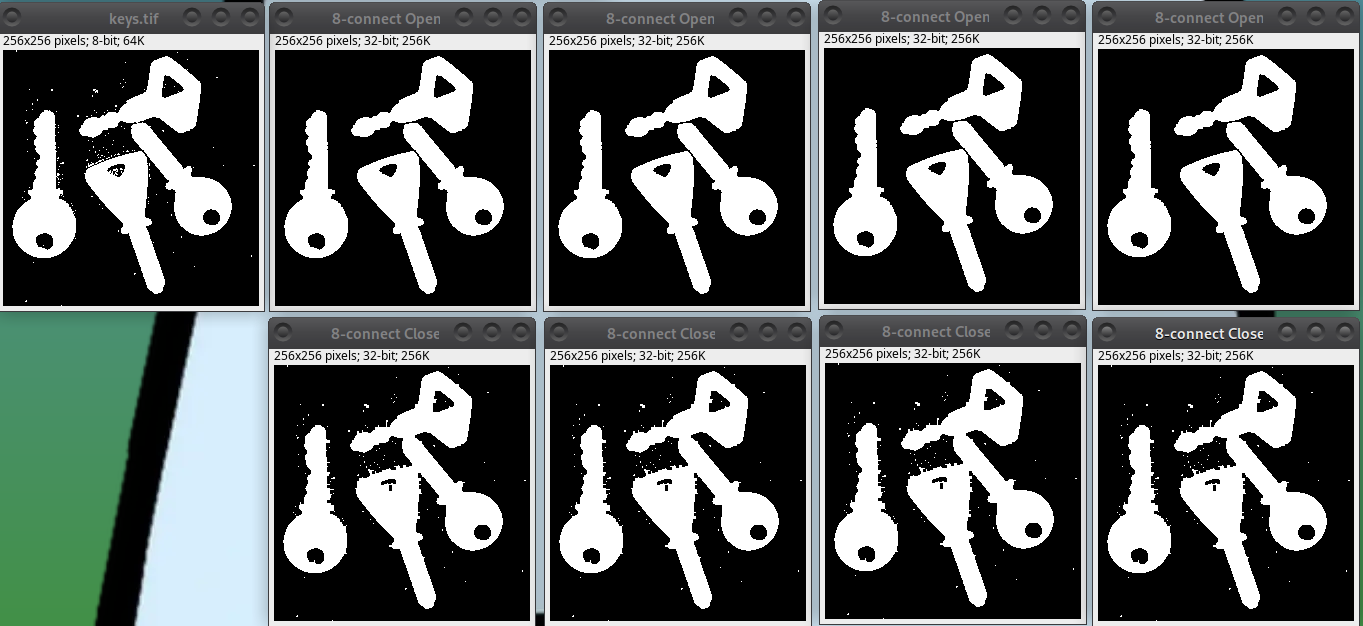 keys.tif
256x256 pixels; 8-bit; 64K
8-connect Open
256x256 pixels; 32-bit; 256K
8-connect Open
256x256 pixels; 32-bit; 256K
8-connect Open
256x256 pixels; 32-bit; 256K
8-connect Open
256x256 pixels; 32-bit; 256K
8-connect Close
256x256 pixels; 32-bit; 256K
8-connect Close
256x256 pixels; 32-bit; 256K
8-connect Close
256x256 pixels; 32-bit; 256K
8-connect Close
256x256 pixels; 32-bit; 256K